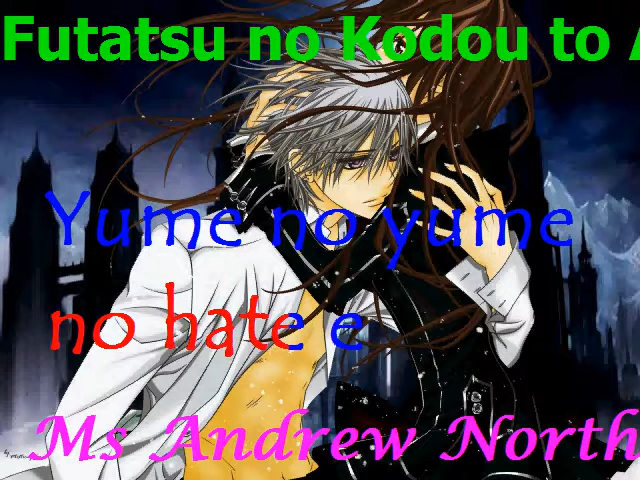 Futatsu no Kodou to A
Yume no yume
no hate e
Ms Andrew North